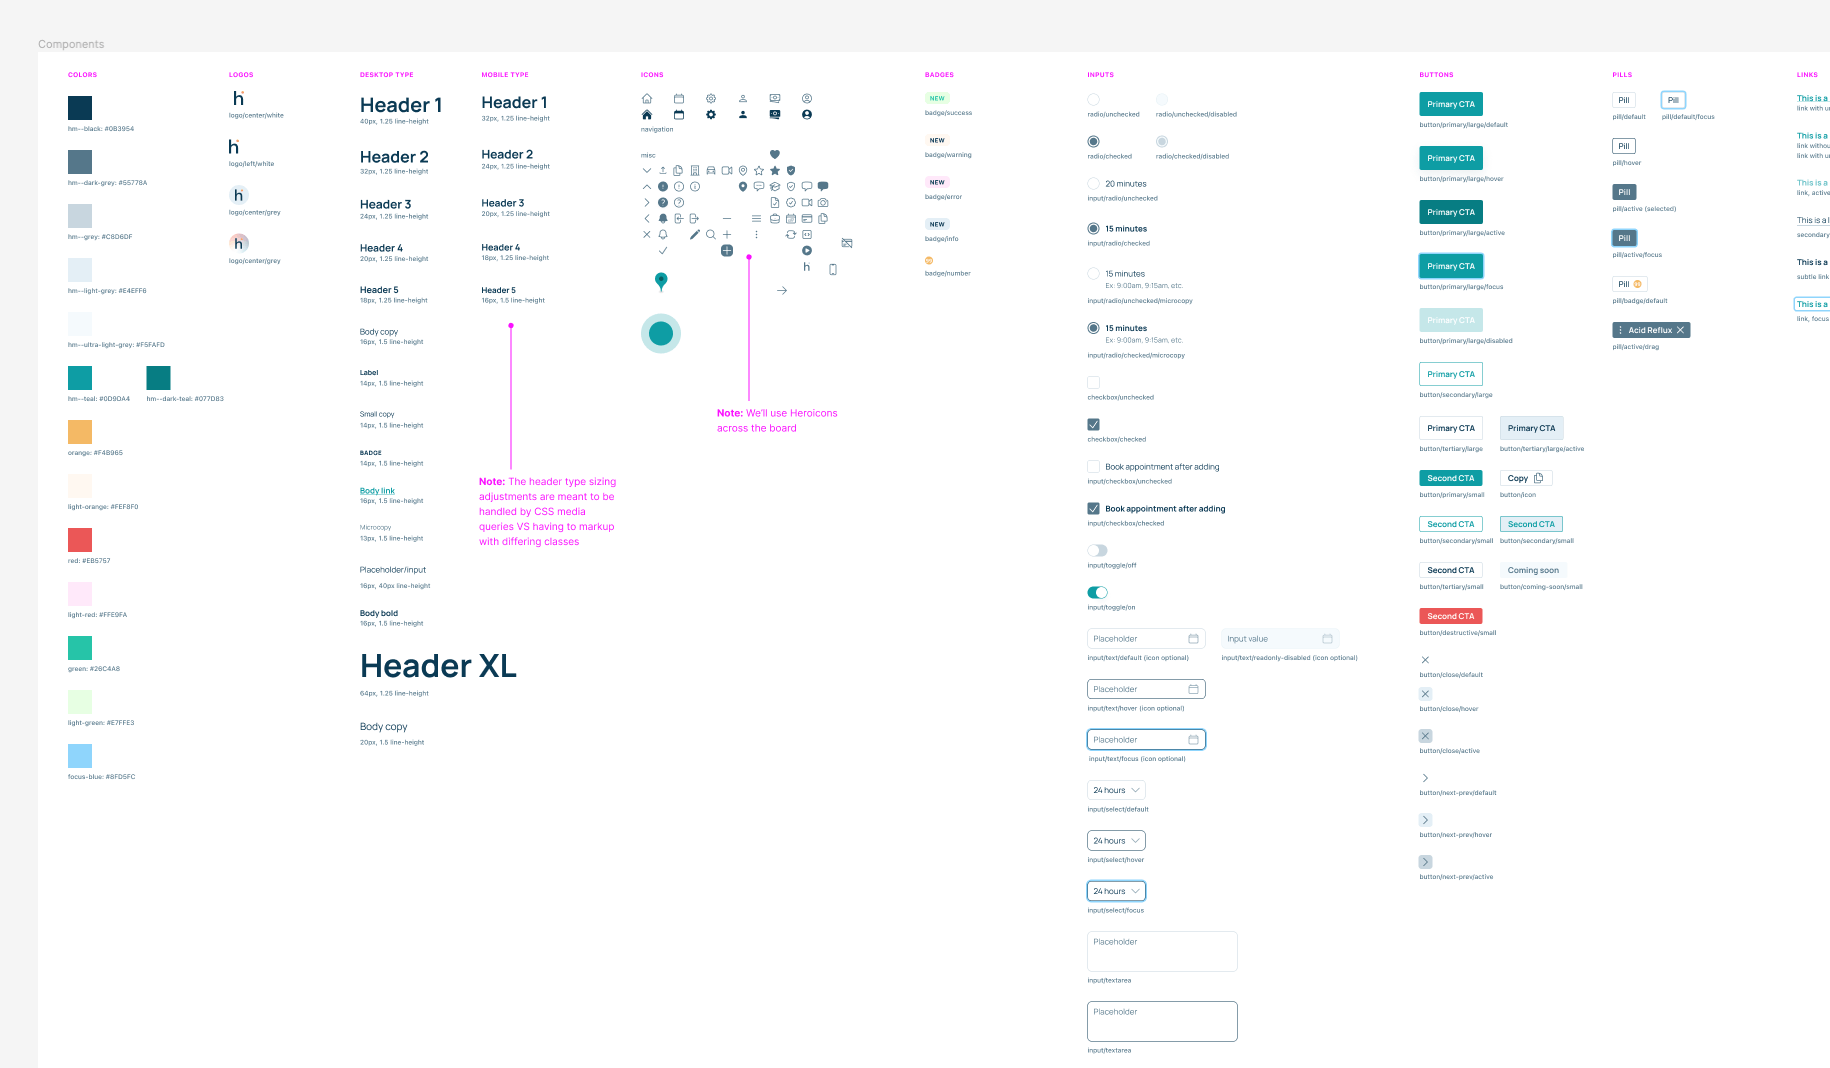 Components
COLORS
hm--black: #0B3954
hm--dark-grey: #55778A
hm--grey: #C8D6DF
hm--light-grey: #E4EFF6
hm--ultra-light-grey: #F5FAFD
hm--teal: #0D9DA4
hm--dark-teal: #077D83
orange: #F4B965
light-orange: #FEF8F0
red: #EB5757
light-red: #FFE9FA
green: #26C4A8
light-green: #E7FFE3
focus-blue: #8FD5FC
LOGOS
h
logo/center/white
h
logo/left/white
h
logo/center/grey
h
logo/center/grey
DESKTOP TYPE
Header 1
40px, 1.25 line-height
Header 2
32px, 1.25 line-height
Header 3
24px, 1.25 line-height
Header 4
20px, 1.25 line-height
Header 5
18px, 1.25 line-height
Body copy
16px, 1.5 line-height
Label
14px, 1.5 line-height
Small copy
14px, 1.5 line-height
BADGE
14px, 1.5 line-height
Body link
16px, 1.5 line-height
Microcopy
13px, 1.5 line-height
Placeholder/input
16px, 40px line-height
Body bold
16px, 1.5 line-height
Header XL
64px, 1.25 line-height
Body copy
20px, 1.5 line-height
MOBILE TYPE
Header 1
32px, 1.25 line-height
Header 2
24px, 1.25 line-height
Header 3
20px, 1.25 line-height
Header 4
18px, 1.25 line-height
Header 5
16px, 1.5 line-height
Note: The header type sizing
adjustments are meant to be
handled by CSS media
queries VS having to markup
with differing classes
ICONS
navigation
misc
h
Note: We'll use Heroicons
across the board
BADGES
NEW
badge/success
NEW
badge/warning
NEW
badge/error
NEW
badge/info
badge/number
INPUTS
radio/unchecked
radio/unchecked/disabled
radio/checked
radio/checked/disabled
20 minutes
input/radio/unchecked
15 minutes
input/radio/checked
15 minutes
Ex: 9:00am, 9:15am, etc.
input/radio/unchecked/microcopy
15 minutes
Ex: 9:00am, 9:15am, etc.
input/radio/checked/microcopy
checkbox/unchecked
checkbox/checked
Book appointment after adding
input/checkbox/unchecked
Book appointment after adding
input/checkbox/checked
input/toggle/off
input/toggle/on
Placeholder
input/text/default (icon optional)
Input value
input/text/readonly-disabled (icon optional)
Placeholder
input/text/hover (icon optional)
Placeholder
input/text/focus (icon optional)
24 hours
input/select/default
24 hours
input/select/hover
24 hours
input/select/focus
Placeholder
input/textarea
Placeholder
input/textarea
BUTTONS
Primary CTA
button/primary/large/default
Primary CTA
button/primary/large/hover
Primary CTA
button/primary/large/active
Primary CTA
button/primary/large/focus
Primary CTA
button/primary/large/disabled
Primary CTA
button/secondary/large
Primary CTA
button/tertiary/large
Primary CTA
button/tertiary/large/active
Second CTA
button/primary/small
Copy
button/icon
Second CTA
button/secondary/small
Second CTA
button/secondary/small
Second CTA
button/tertiary/small
Coming soon
button/coming-soon/small
Second CTA
button/destructive/small
button/close/default
button/close/hover
button/close/active
button/next-prev/default
button/next-prev/hover
button/next-prev/active
PILLS
Pill
pill/default
Pill
pill/default/focus
Pill
pill/hover
Pill
pill/active (selected)
Pill
pill/active/focus
Pill
pill/badge/default
Acid Reflux
pill/active/drag
LINKS
This is a
link with u
This is a
link withou
link with u
This is a
link, active
This is a l
secondary
This is a
subtle link
This is a
link, focus